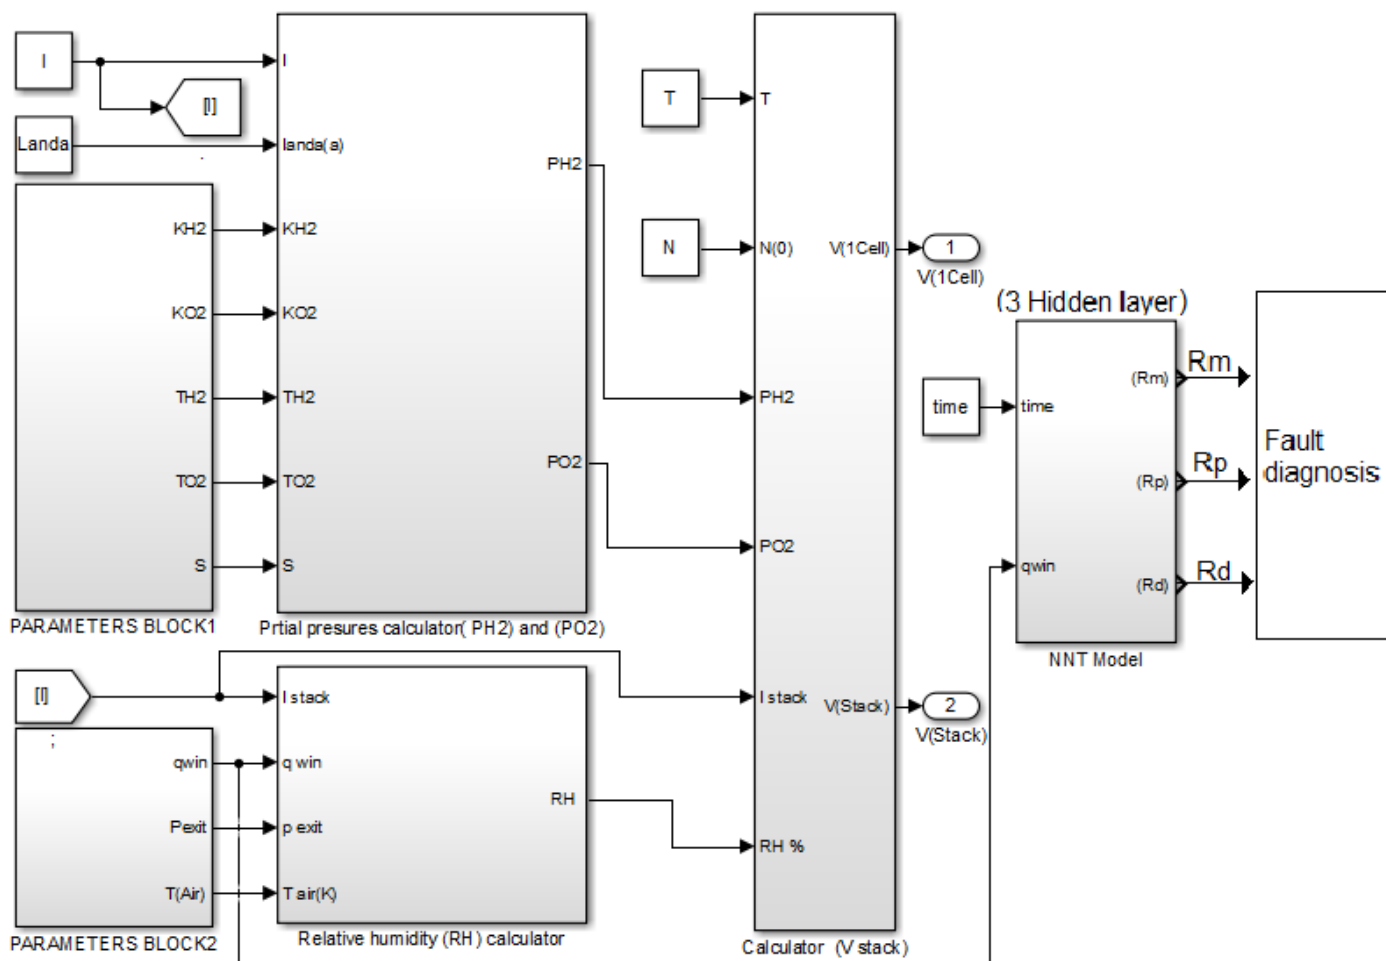 I
[I]
Landa
I
landa(a)
KH2
KO2
TH2
TO2
S
PARAMETERS BLOCK1
KH2
KO2
TH2
TO2
S
PH2
PO2
Prtial presures calculator( PH2) and (PO2)
[I]
;
qwin
Pexit
T(Air)
PARAMETERS BLOCK2
I stack
q win
p exit
T air(K)
RH
Relative humidity (RH) calculator
T
N
T
N(0)
PH2
PO2
I stack
RH %
V(1Cell)
V(Stack)
Calculator (V stack)
1
V(1Cell)
2
V(Stack)
(3 Hidden layer)
time
time
qwin
(Rm)
(Rp)
(Rd)
NNT Model
Rm
Rp
Rd
Fault
diagnosis